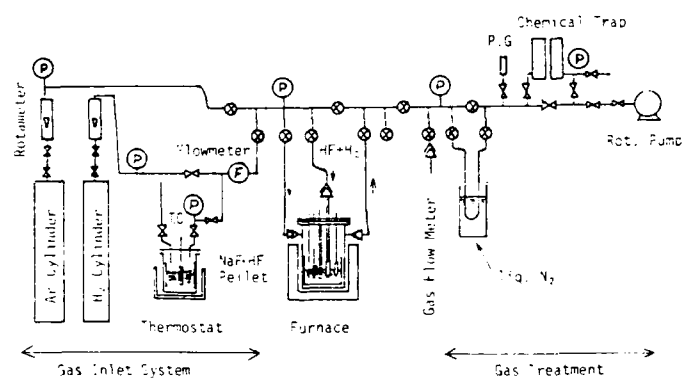 Chemical Trap
P.G
P
P
P
P
Rotameter
Flowmeter
HF+H2
Rot. Pump
P
F
P
TC
Ar Cylinder
H2 Cylinder
NaF·HF
Pellet
Gas Flow Meter
Liq. N2
Thermostat
Furnace
Gas Inlet System
Gas Treatment